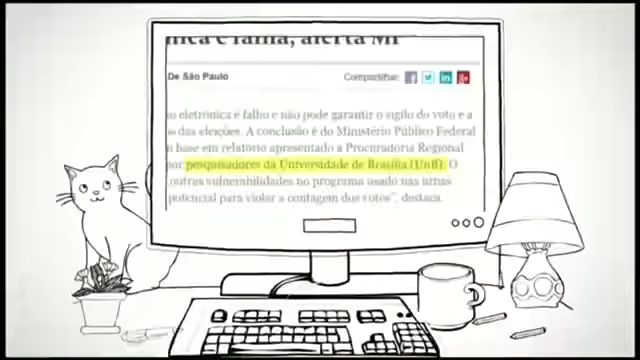 nica é falha, alerta MP
De São Paulo
Compartilhar:
to eletrônica é falho e não pode garantir o sigilo do voto e a
o das eleições. A conclusão é do Ministério Público Federal
n base em relatório apresentado a Procuradoria Regional
por pesquisadores da Universidade de Brasília (UnB). O
outras vulnerabilidades no programa usado nas urnas
potencial para violar a contagem dos votos", destaca